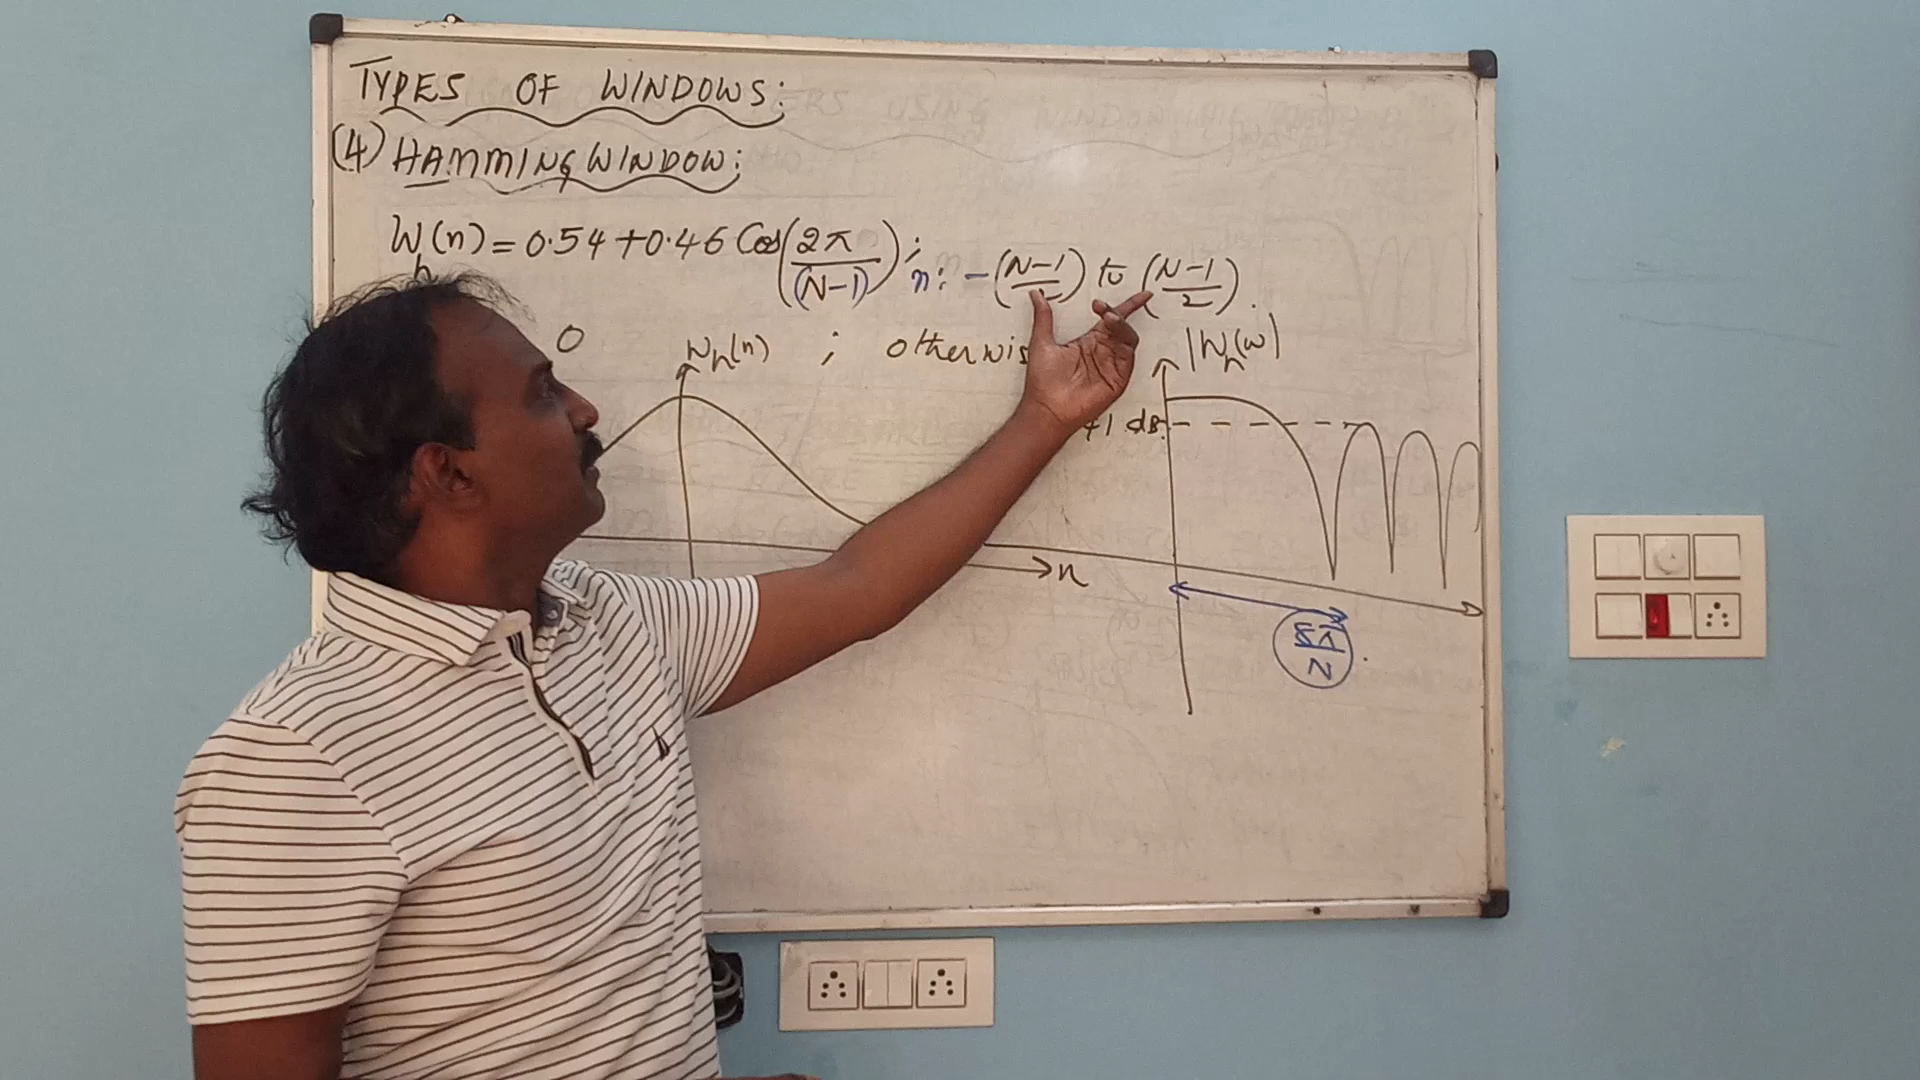 TYPES OF WINDOWS:
(4) HAMMING WINDOW:
Wh(n) = 0.54 + 0.46 Cos(2π/(N-1)); n: -(N-1/ ) to (N-1/2).
0 ; otherwis
Wh(n)
|Wh(ω)|
41 dB
n
8π/N